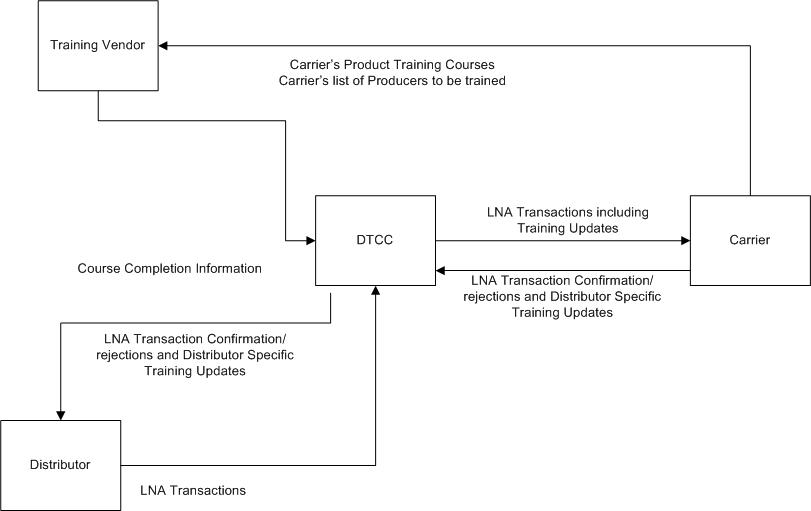 Training Vendor
Carrier's Product Training Courses
Carrier's list of Producers to be trained
LNA Transactions including
Training Updates
DTCC
Carrier
Course Completion Information
LNA Transaction Confirmation/
rejections and Distributor Specific
Training Updates
LNA Transaction Confirmation/
rejections and Distributor Specific
Training Updates
Distributor
LNA Transactions